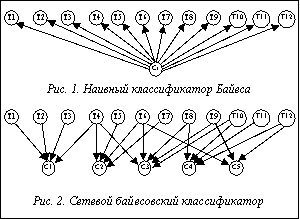 T1 T2 T3 T4 T5 T6 T7 T8 T9 T10 T11 T12
C1
Рис. 1. Наивный классификатор Байеса
T1 T2 T3 T4 T5 T6 T7 T8 T9 T10 T11 T12
C1 C2 C3 C4 C5
Рис. 2. Сетевой байесовский классификатор